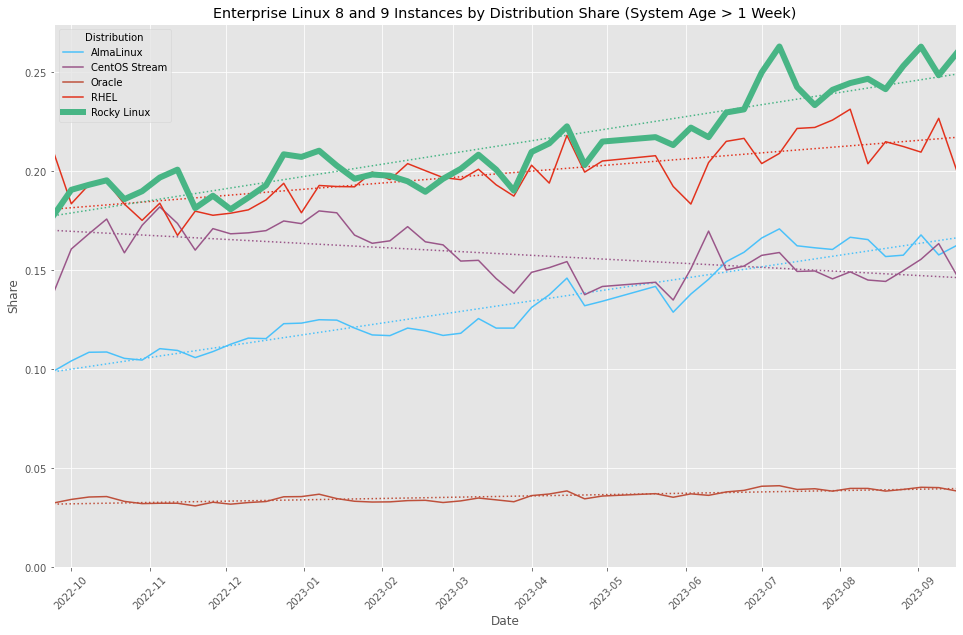 Enterprise Linux 8 and 9 Instances by Distribution Share (System Age > 1 Week)
Distribution
AlmaLinux
CentOS Stream
Oracle
RHEL
Rocky Linux
Share
0.25
0.20
0.15
0.10
0.05
0.00
2022-10
2022-11
2022-12
2023-01
2023-02
2023-03
2023-04
2023-05
2023-06
2023-07
2023-08
2023-09
Date